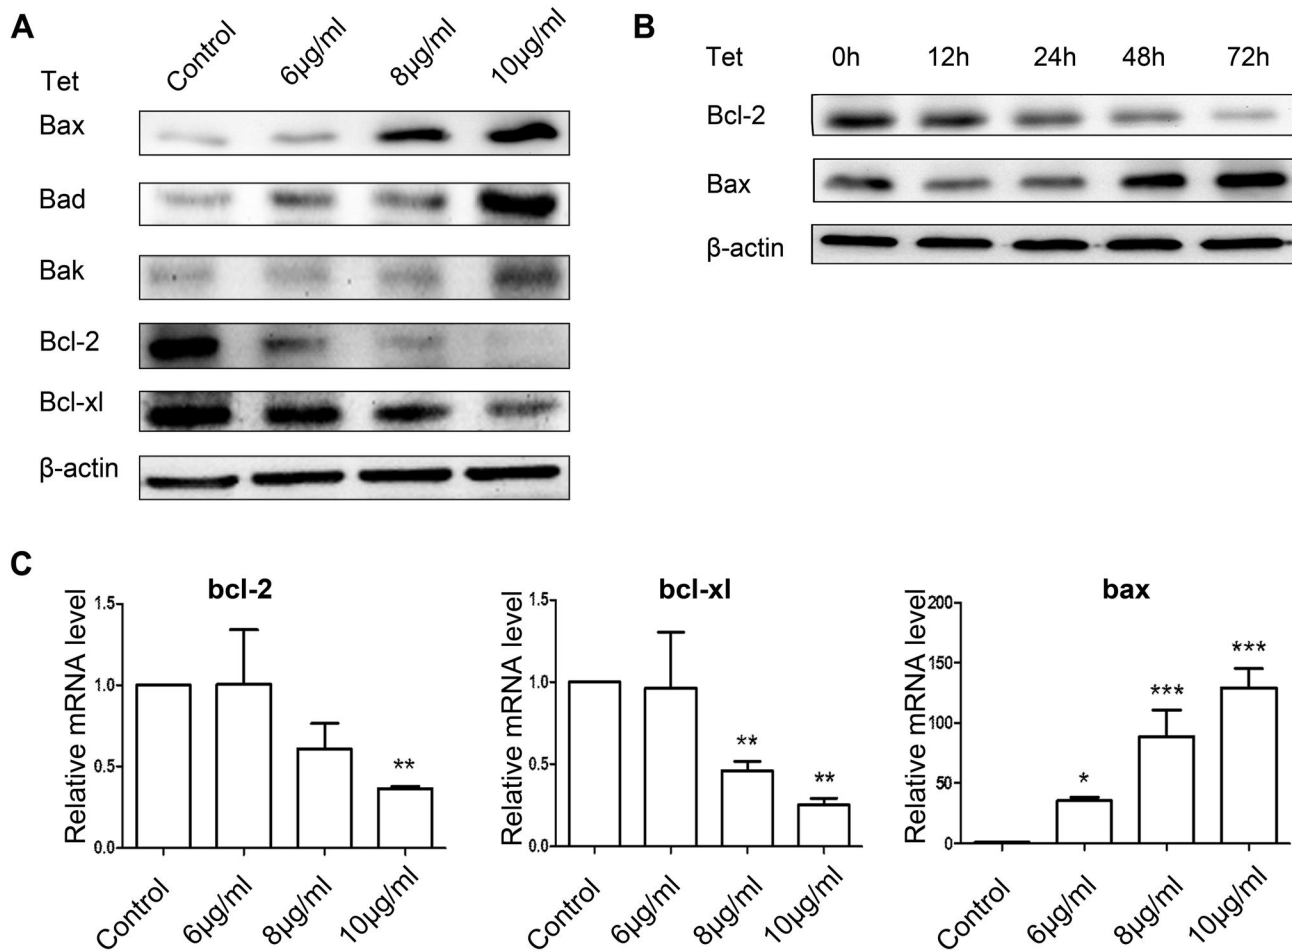 A
Control 6µg/ml 8µg/ml 10µg/ml
Tet
Bax
Bad
Bak
Bcl-2
Bcl-xl
β-actin
B
Tet 0h 12h 24h 48h 72h
Bcl-2
Bax
β-actin
C
bcl-2
Relative mRNA level
1.5
1.0
0.5
0.0
**
Control 6µg/ml 8µg/ml 10µg/ml
bcl-xl
Relative mRNA level
1.5
1.0
0.5
0.0
** **
Control 6µg/ml 8µg/ml 10µg/ml
bax
Relative mRNA level
200
150
100
50
0
* *** ***
Control 6µg/ml 8µg/ml 10µg/ml